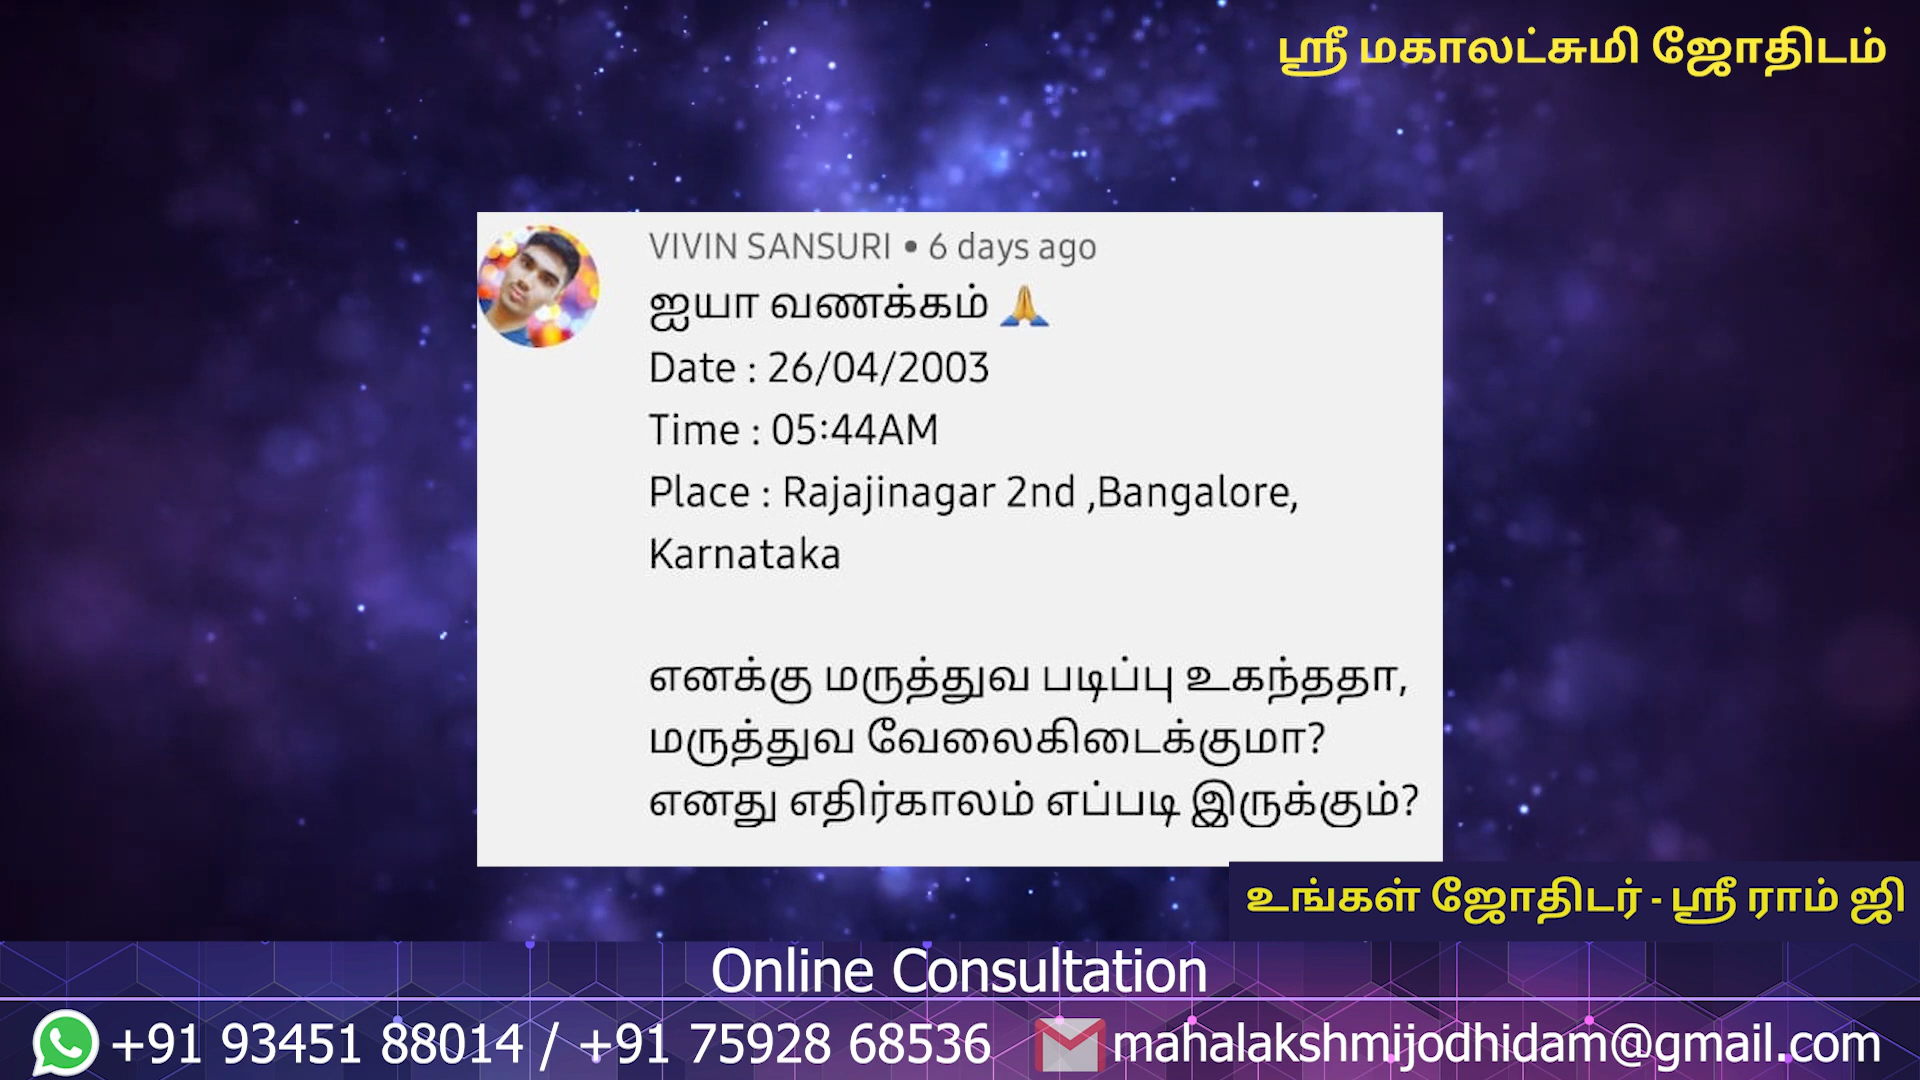 ஸ்ரீ மகாலட்சுமி ஜோதிடம்
VIVIN SANSURI • 6 days ago
ஐயா வணக்கம் 🙏
Date : 26/04/2003
Time : 05:44AM
Place : Rajajinagar 2nd ,Bangalore,
Karnataka
எனக்கு மருத்துவ படிப்பு உகந்ததா,
மருத்துவ வேலைகிடைக்குமா?
எனது எதிர்காலம் எப்படி இருக்கும்?
உங்கள் ஜோதிடர் - ஸ்ரீ ராம் ஜி
Online Consultation
+91 93451 88014 / +91 75928 68536 mahalakshmijodhidam@gmail.com